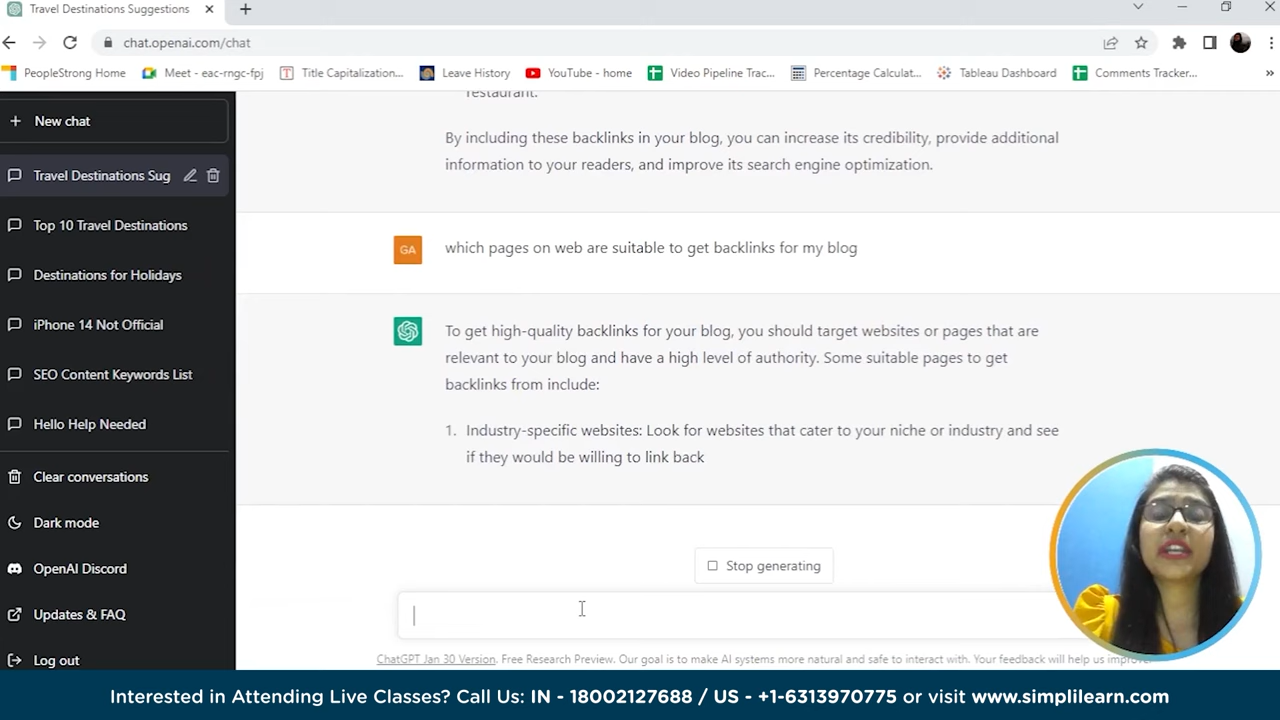 Travel Destinations Suggestions
chat.openai.com/chat
PeopleStrong Home
Meet - eac-rngc-fpj
Title Capitalization...
Leave History
YouTube - home
Video Pipeline Trac...
Percentage Calculat...
Tableau Dashboard
Comments Tracker...
New chat
Travel Destinations Sug
Top 10 Travel Destinations
Destinations for Holidays
iPhone 14 Not Official
SEO Content Keywords List
Hello Help Needed
Clear conversations
Dark mode
OpenAI Discord
Updates & FAQ
Log out
restaurant.
By including these backlinks in your blog, you can increase its credibility, provide additional
information to your readers, and improve its search engine optimization.
GA
which pages on web are suitable to get backlinks for my blog
To get high-quality backlinks for your blog, you should target websites or pages that are
relevant to your blog and have a high level of authority. Some suitable pages to get
backlinks from include:
1. Industry-specific websites: Look for websites that cater to your niche or industry and see
if they would be willing to link back
Stop generating
ChatGPT Jan 30 Version. Free Research Preview. Our goal is to make AI systems more natural and safe to interact with. Your feedback will help us improve
Interested in Attending Live Classes? Call Us: IN - 18002127688 / US - +1-6313970775 or visit www.simplilearn.com